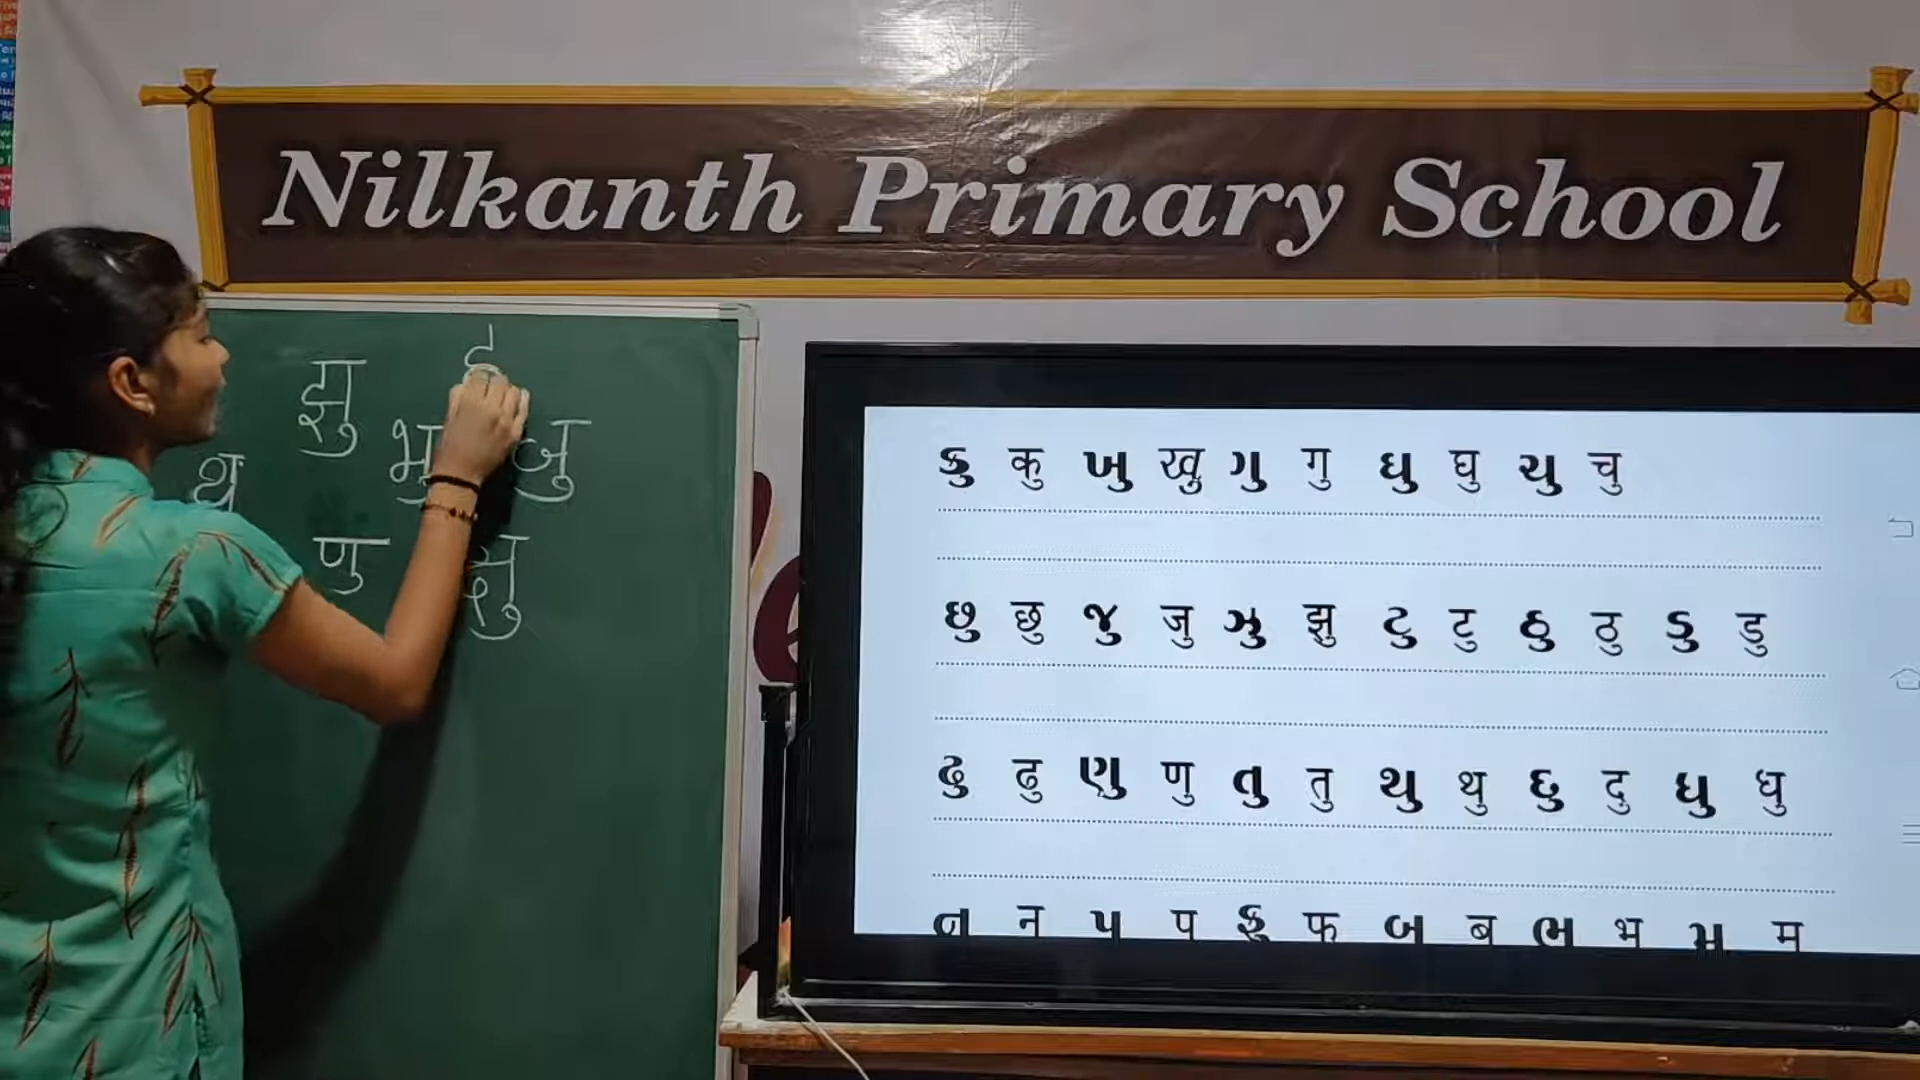 Nilkanth Primary School
झु
भु जु
थ
णु क्षु
કુ कु ખુ खु ગુ गु ઘુ घु ચુ चु
છુ छु જુ जु ઝુ झु ટુ टु ઠુ ठु ડુ डु
ઢુ ढु ણુ णु તુ तु થુ थु દુ दु ધુ धु
ન न પ प ફ फ બ ब ભ भ મ म